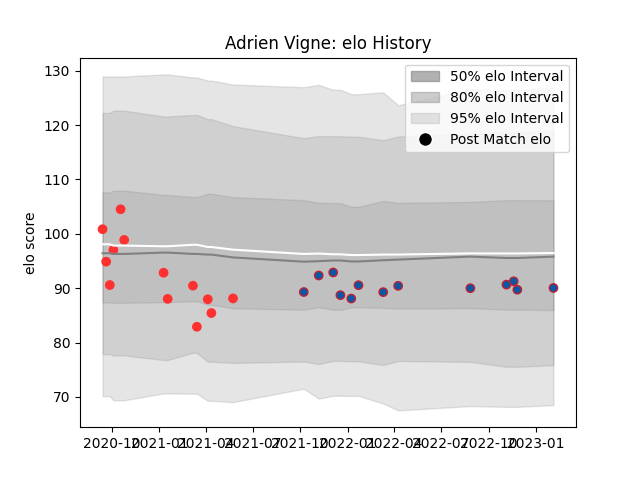 Adrien Vigne: elo History
130
120
110
100
90
80
70
elo score
50% elo Interval
80% elo Interval
95% elo Interval
Post Match elo
2020-10
2021-01
2021-04
2021-07
2021-10
2022-01
2022-04
2022-07
2022-10
2023-01